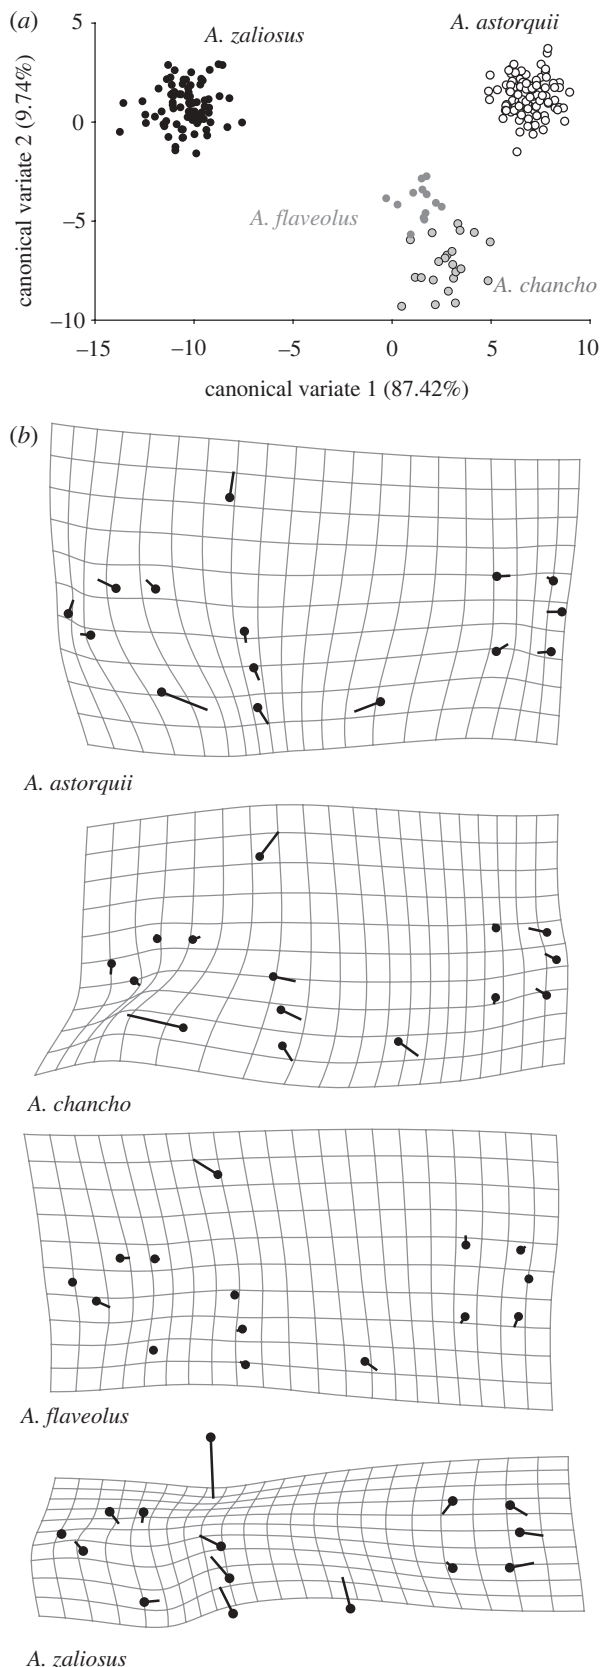 (a)
5
A. zaliosus
A. astorquii
0
A. flaveolus
−5
A. chancho
−10
canonical variate 2 (9.74%)
−15
−10
−5
0
5
10
canonical variate 1 (87.42%)
(b)
A. astorquii
A. chancho
A. flaveolus
A. zaliosus